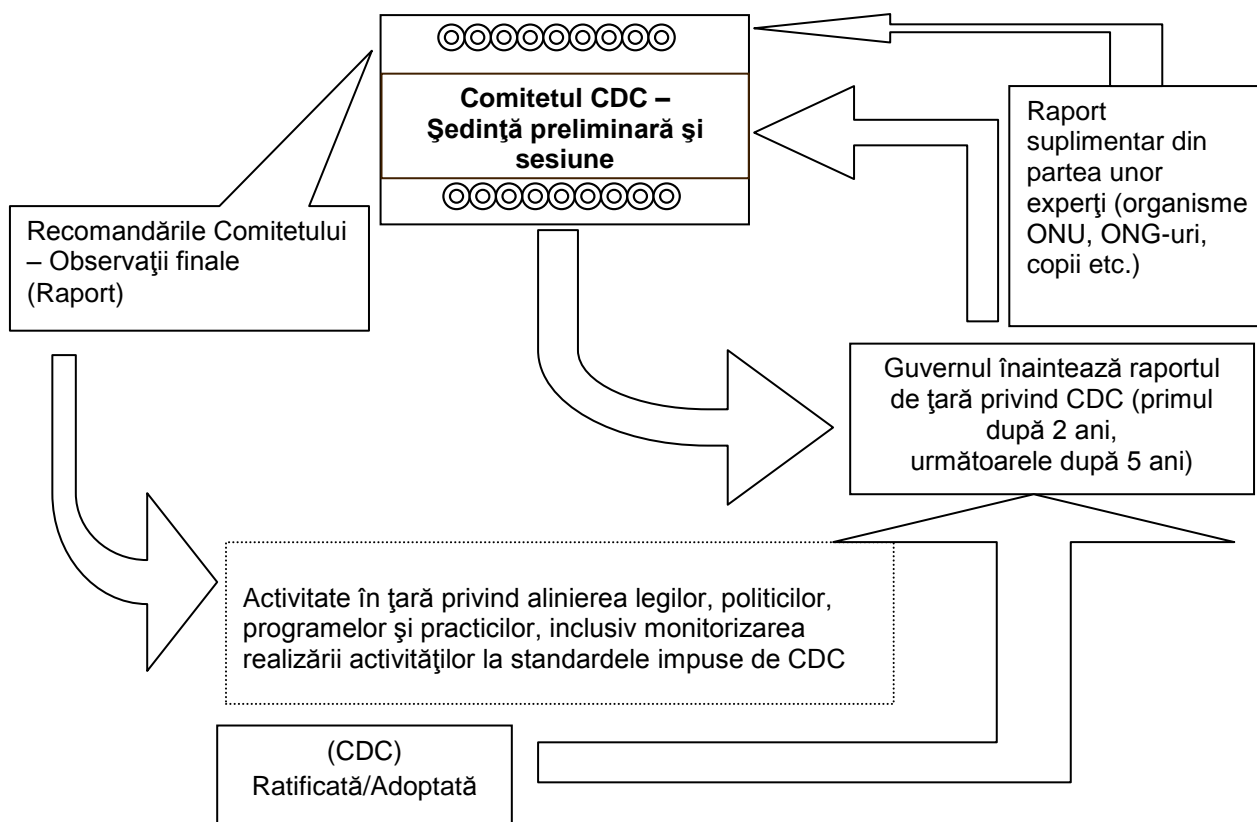 Comitetul CDC –
Şedinţă preliminară şi
sesiune
Raport
suplimentar din
partea unor
experţi (organisme
ONU, ONG-uri,
copii etc.)
Recomandările Comitetului
– Observaţii finale
(Raport)
Guvernul înaintează raportul
de ţară privind CDC (primul
după 2 ani,
următoarele după 5 ani)
Activitate în ţară privind alinierea legilor, politicilor,
programelor şi practicilor, inclusiv monitorizarea
realizării activităţilor la standardele impuse de CDC
(CDC)
Ratificată/Adoptată